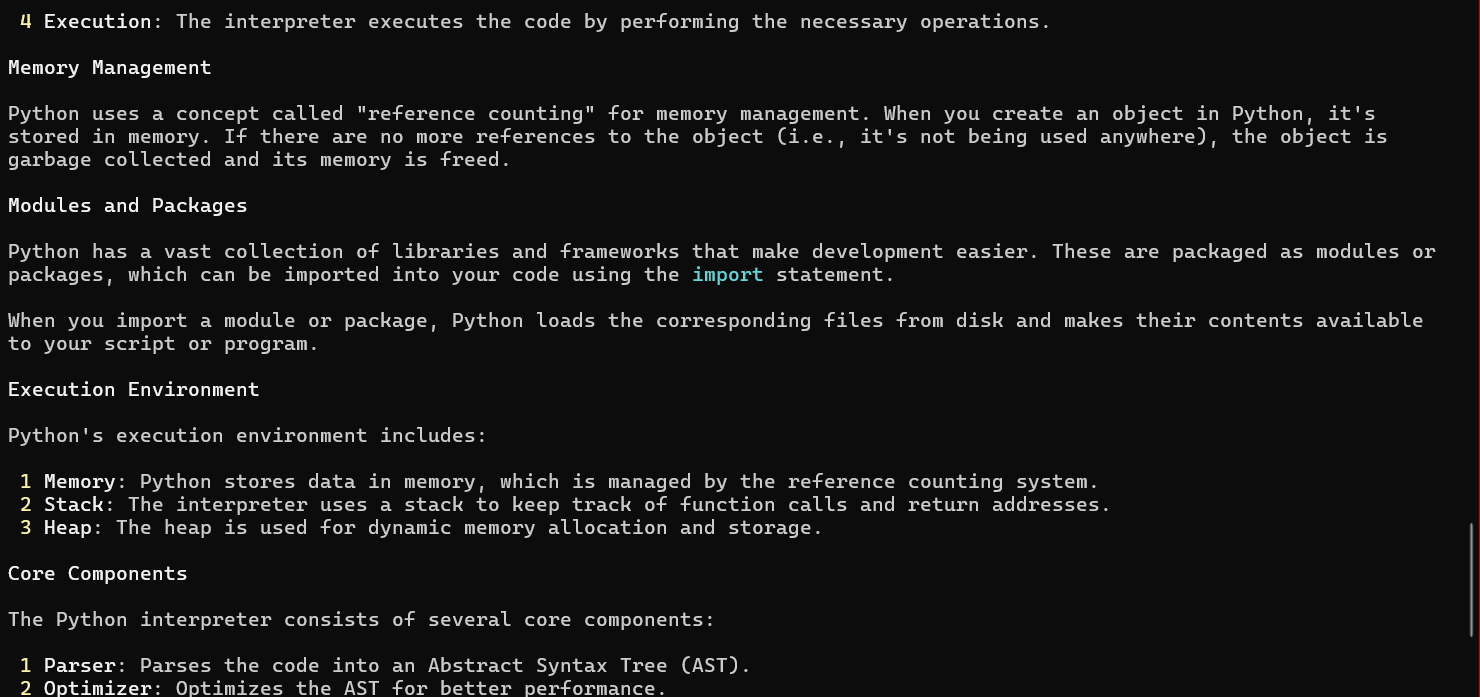 4 Execution: The interpreter executes the code by performing the necessary operations.
Memory Management
Python uses a concept called "reference counting" for memory management. When you create an object in Python, it's
stored in memory. If there are no more references to the object (i.e., it's not being used anywhere), the object is
garbage collected and its memory is freed.
Modules and Packages
Python has a vast collection of libraries and frameworks that make development easier. These are packaged as modules or
packages, which can be imported into your code using the import statement.
When you import a module or package, Python loads the corresponding files from disk and makes their contents available
to your script or program.
Execution Environment
Python's execution environment includes:
1 Memory: Python stores data in memory, which is managed by the reference counting system.
2 Stack: The interpreter uses a stack to keep track of function calls and return addresses.
3 Heap: The heap is used for dynamic memory allocation and storage.
Core Components
The Python interpreter consists of several core components:
1 Parser: Parses the code into an Abstract Syntax Tree (AST).
2 Optimizer: Optimizes the AST for better performance.